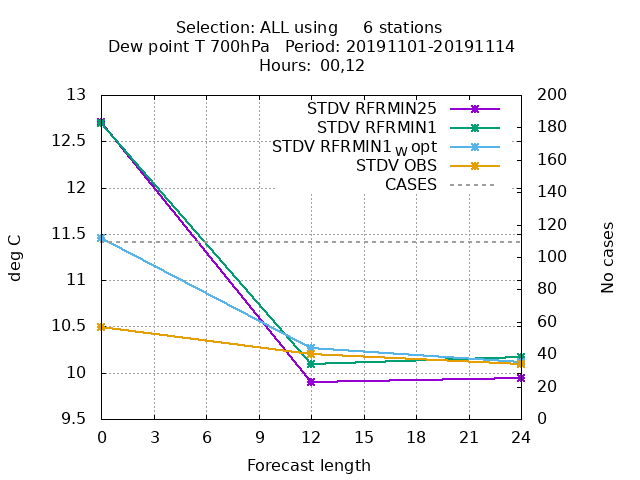 Selection: ALL using     6 stations
Dew point T 700hPa   Period: 20191101-20191114
Hours:  00,12
STDV RFRMIN25
STDV RFRMIN1
STDV RFRMIN1_W opt
STDV OBS
CASES
13
12.5
12
11.5
11
10.5
10
9.5
200
180
160
140
120
100
80
60
40
20
0
deg C
No cases
0 3 6 9 12 15 18 21 24
Forecast length